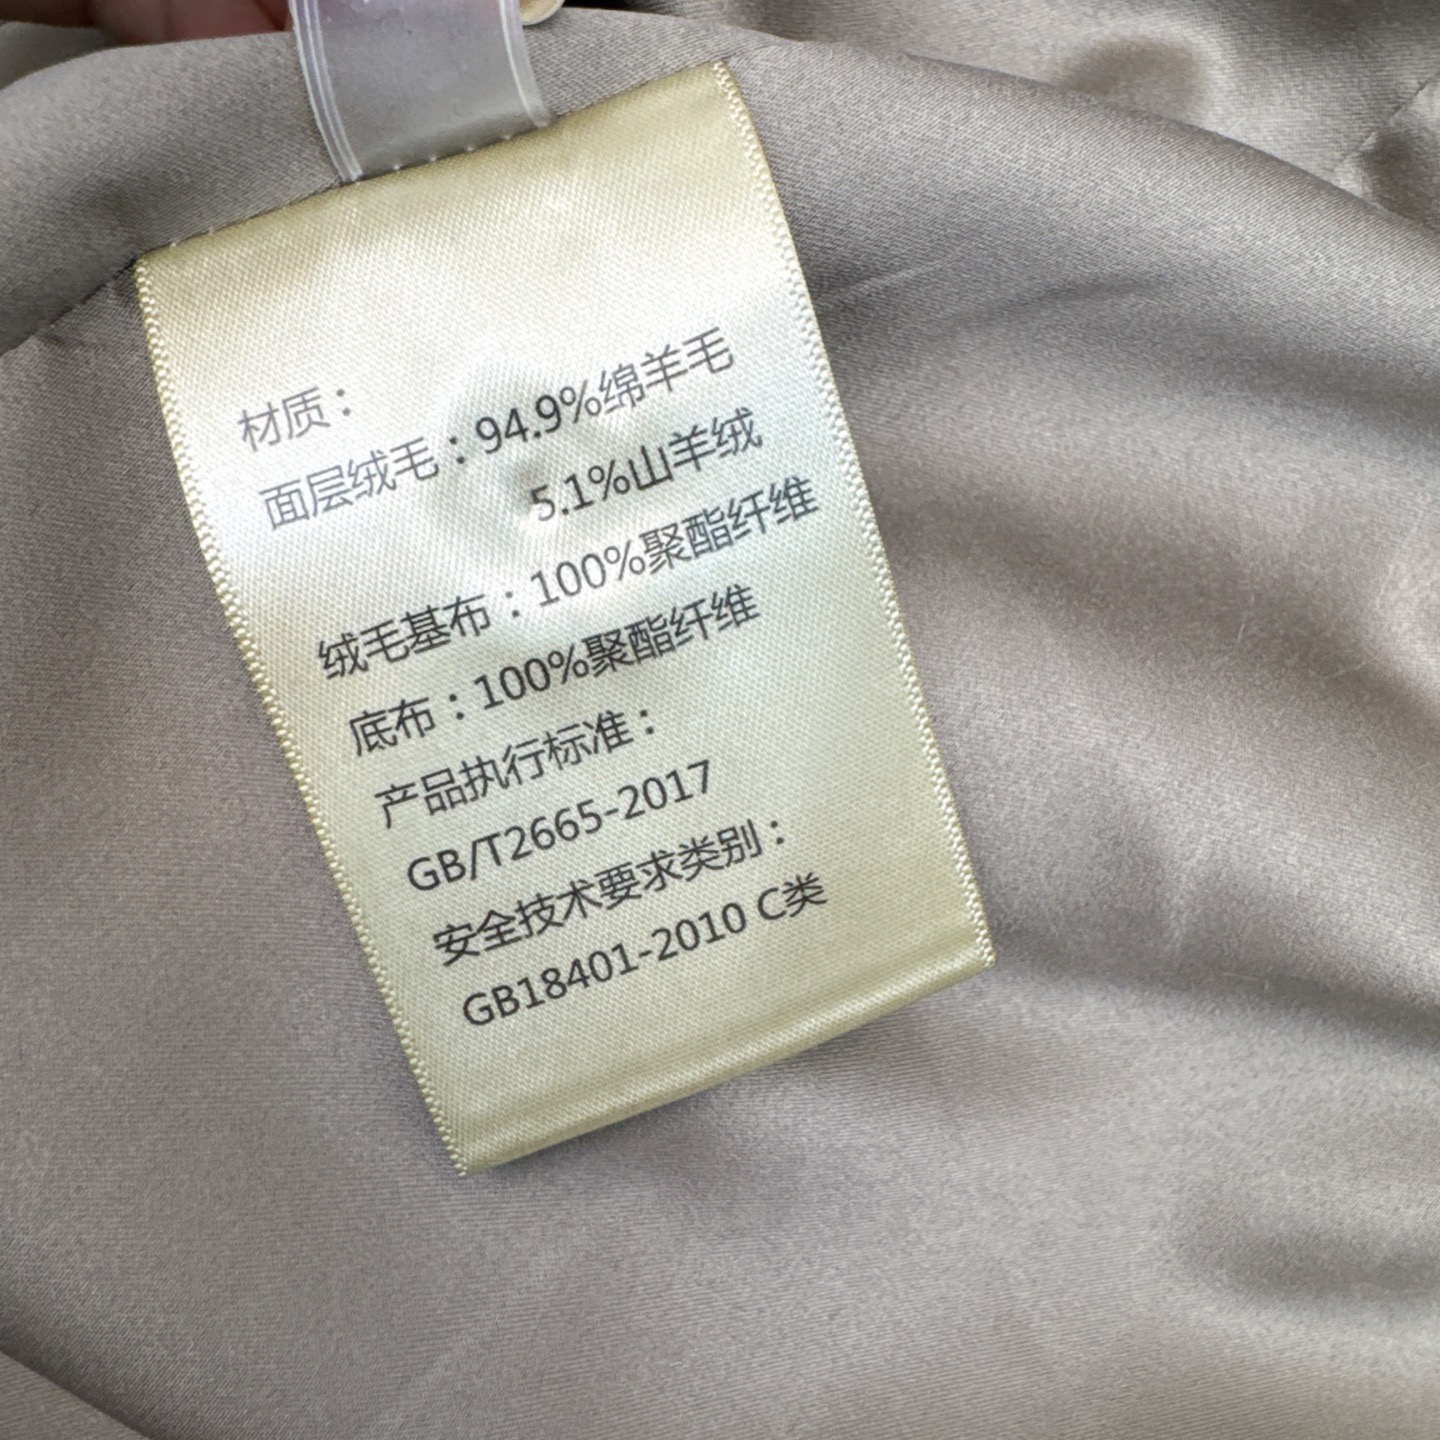 材质：
面层绒毛：94.9%绵羊毛
5.1%山羊绒
绒毛基布：100%聚酯纤维
底布：100%聚酯纤维
产品执行标准：
GB/T2665-2017
安全技术要求类别：
GB18401-2010 C类